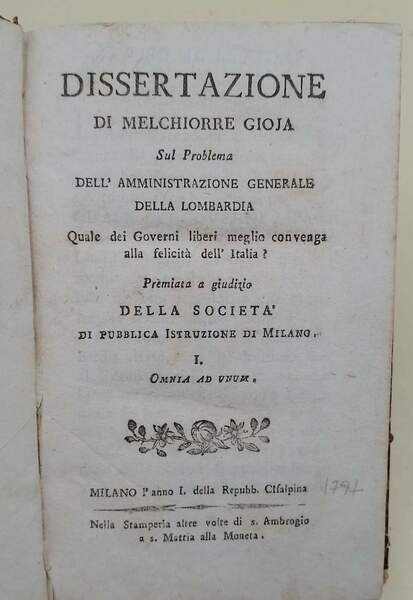 DISSERTAZIONE
DI MELCHIORRE GIOJA
Sul Problema
DELL' AMMINISTRAZIONE GENERALE
DELLA LOMBARDIA
Quale dei Governi liberi meglio convenga
alla felicità dell' Italia?
Premiata a giudizio
DELLA SOCIETA'
DI PUBBLICA ISTRUZIONE DI MILANO.
I.
OMNIA AD UNUM.
MILANO l' anno I. della Repubb. Cisalpina 1797
Nella Stamperia altre volte di s. Ambrogio
a s. Mattia alla Moneta.